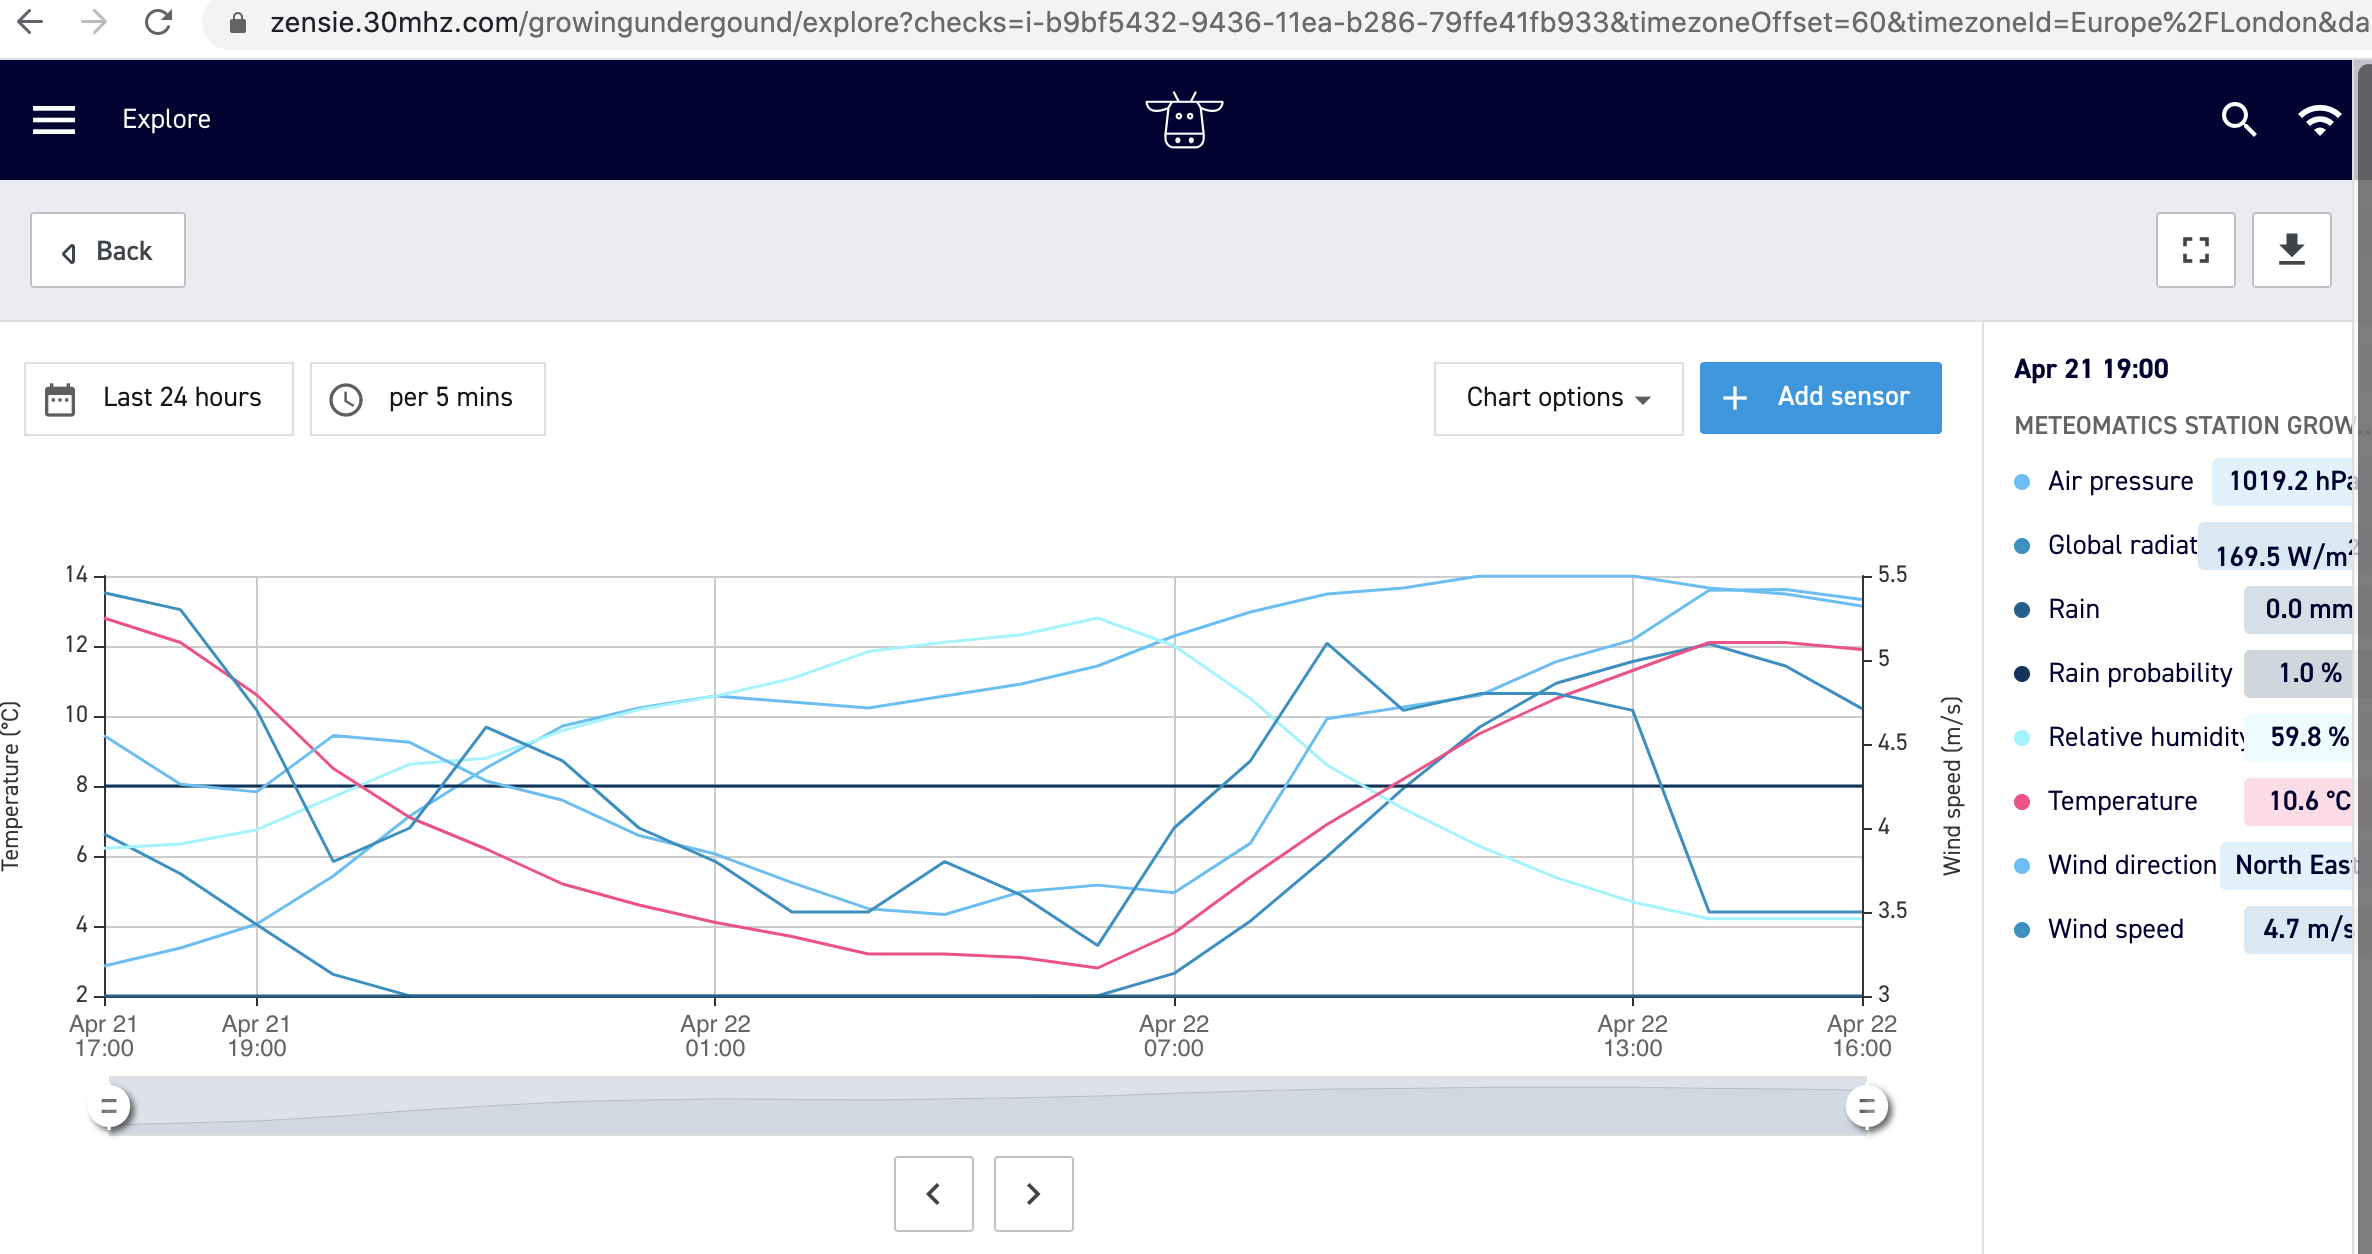 zensie.30mhz.com/growingundergound/explore?checks=i-b9bf5432-9436-11ea-b286-79ffe41fb933&timezoneOffset=60&timezoneId=Europe%2FLondon&da
Explore
Back
Last 24 hours
per 5 mins
Chart options
+ Add sensor
Apr 21 19:00
METEOMATICS STATION GROW...
Air pressure 1019.2 hPa
Global radiat 169.5 W/m²
Rain 0.0 mm
Rain probability 1.0 %
Relative humidity 59.8 %
Temperature 10.6 °C
Wind direction North East
Wind speed 4.7 m/s
Temperature (°C)
14
12
10
8
6
4
2
5.5
5
4.5
4
3.5
3
Wind speed (m/s)
Apr 21 17:00
Apr 21 19:00
Apr 22 01:00
Apr 22 07:00
Apr 22 13:00
Apr 22 16:00